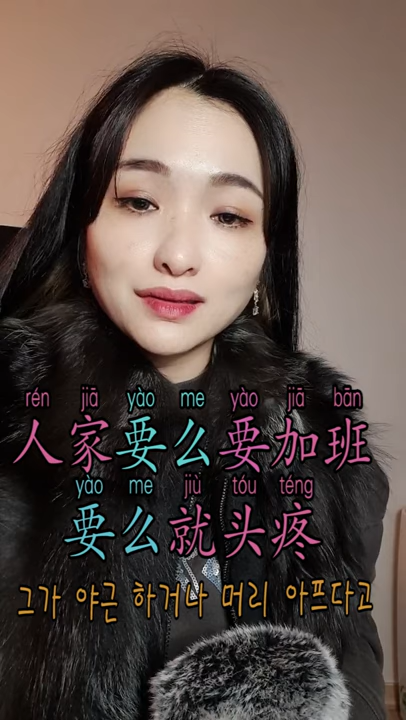 rén jiā yào me yào jiā bān
人家要么要加班
yào me jiù tóu téng
要么就头疼
그가 야근 하거나 머리 아프다고